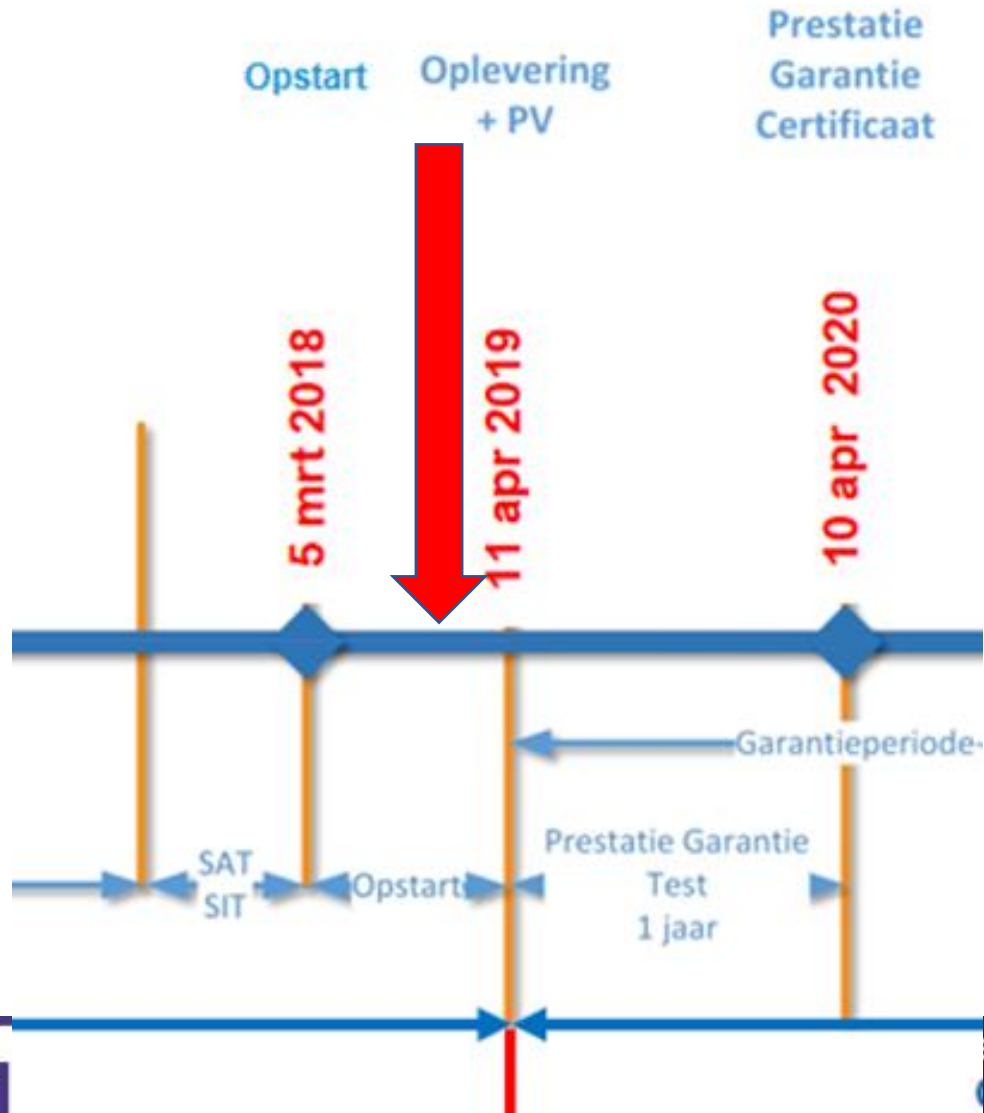 Opstart
Oplevering
+ PV
Prestatie
Garantie
Certificaat
5 mrt 2018
11 apr 2019
10 apr 2020
Garantieperiode
Prestatie Garantie
Test
1 jaar
SAT
SIT
Opstart